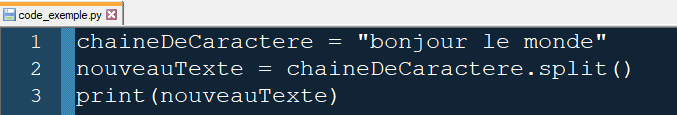 code_exemple.py
1 chaineDeCaractere = "bonjour le monde"
2 nouveauTexte = chaineDeCaractere.split()
3 print(nouveauTexte)